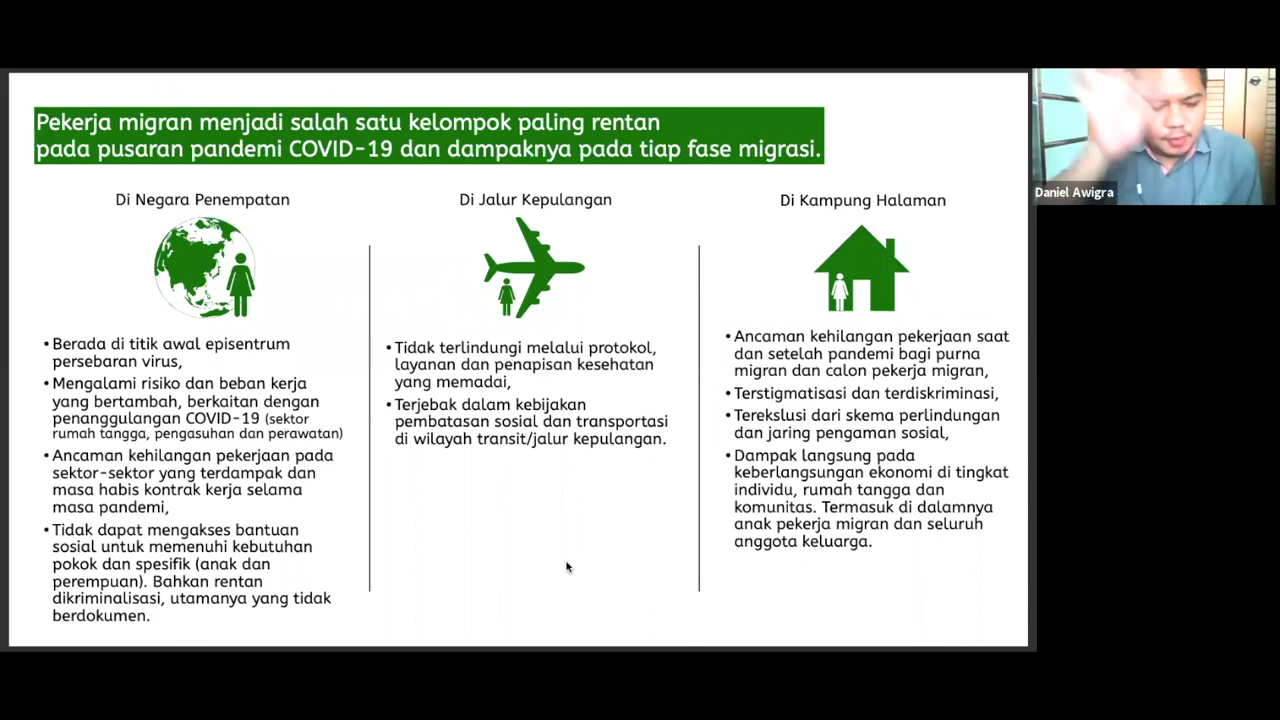 Pekerja migran menjadi salah satu kelompok paling rentan
pada pusaran pandemi COVID-19 dan dampaknya pada tiap fase migrasi.
Di Negara Penempatan
• Berada di titik awal episentrum
persebaran virus,
• Mengalami risiko dan beban kerja
yang bertambah, berkaitan dengan
penanggulangan COVID-19 (sektor
rumah tangga, pengasuhan dan perawatan)
• Ancaman kehilangan pekerjaan pada
sektor-sektor yang terdampak dan
masa habis kontrak kerja selama
masa pandemi,
• Tidak dapat mengakses bantuan
sosial untuk memenuhi kebutuhan
pokok dan spesifik (anak dan
perempuan). Bahkan rentan
dikriminalisasi, utamanya yang tidak
berdokumen.
Di Jalur Kepulangan
• Tidak terlindungi melalui protokol,
layanan dan penapisan kesehatan
yang memadai,
• Terjebak dalam kebijakan
pembatasan sosial dan transportasi
di wilayah transit/jalur kepulangan.
Di Kampung Halaman
• Ancaman kehilangan pekerjaan saat
dan setelah pandemi bagi purna
migran dan calon pekerja migran,
• Terstigmatisasi dan terdiskriminasi,
• Terekslusi dari skema perlindungan
dan jaring pengaman sosial,
• Dampak langsung pada
keberlangsungan ekonomi di tingkat
individu, rumah tangga dan
komunitas. Termasuk di dalamnya
anak pekerja migran dan seluruh
anggota keluarga.
Daniel Awigra